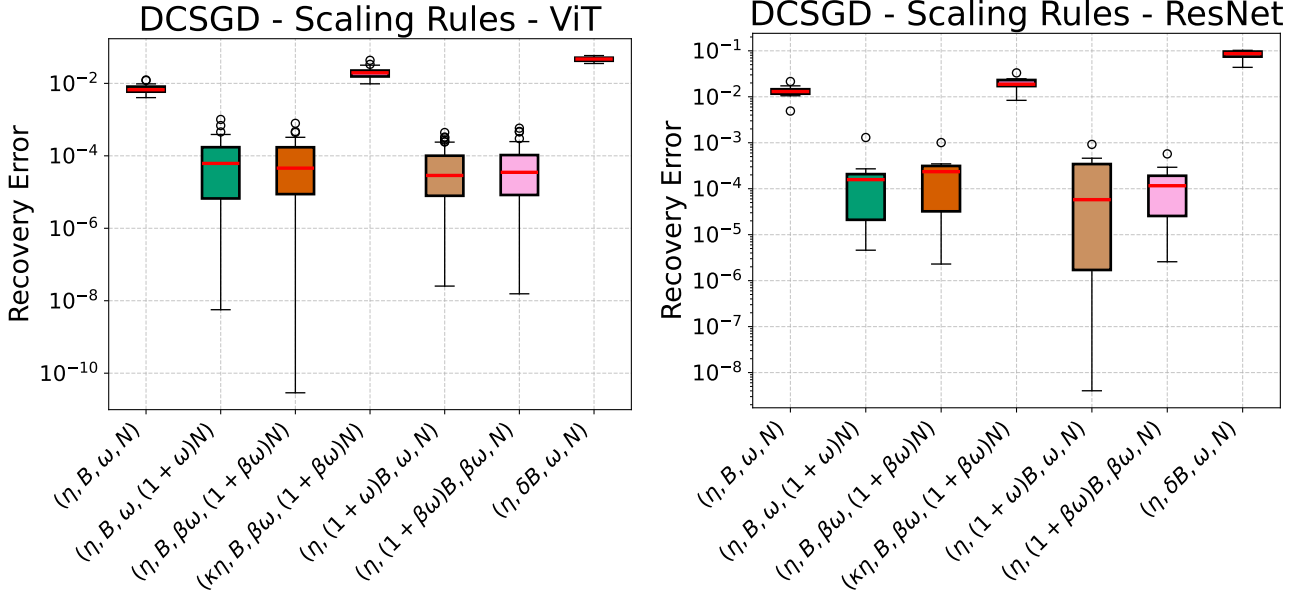 DCSGD - Scaling Rules - ViT
Recovery Error
10⁻²
10⁻⁴
10⁻⁶
10⁻⁸
10⁻¹⁰
(η, B, ω, N)
(η, B, ω, (1 + ω)N)
(η, B, βω, (1 + βω)N)
(κη, B, βω, (1 + βω)N)
(η, (1 + ω)B, ω, N)
(η, (1 + βω)B, βω, N)
(η, δB, ω, N)
DCSGD - Scaling Rules - ResNet
Recovery Error
10⁻¹
10⁻²
10⁻³
10⁻⁴
10⁻⁵
10⁻⁶
10⁻⁷
10⁻⁸
(η, B, ω, N)
(η, B, ω, (1 + ω)N)
(η, B, βω, (1 + βω)N)
(κη, B, βω, (1 + βω)N)
(η, (1 + ω)B, ω, N)
(η, (1 + βω)B, βω, N)
(η, δB, ω, N)